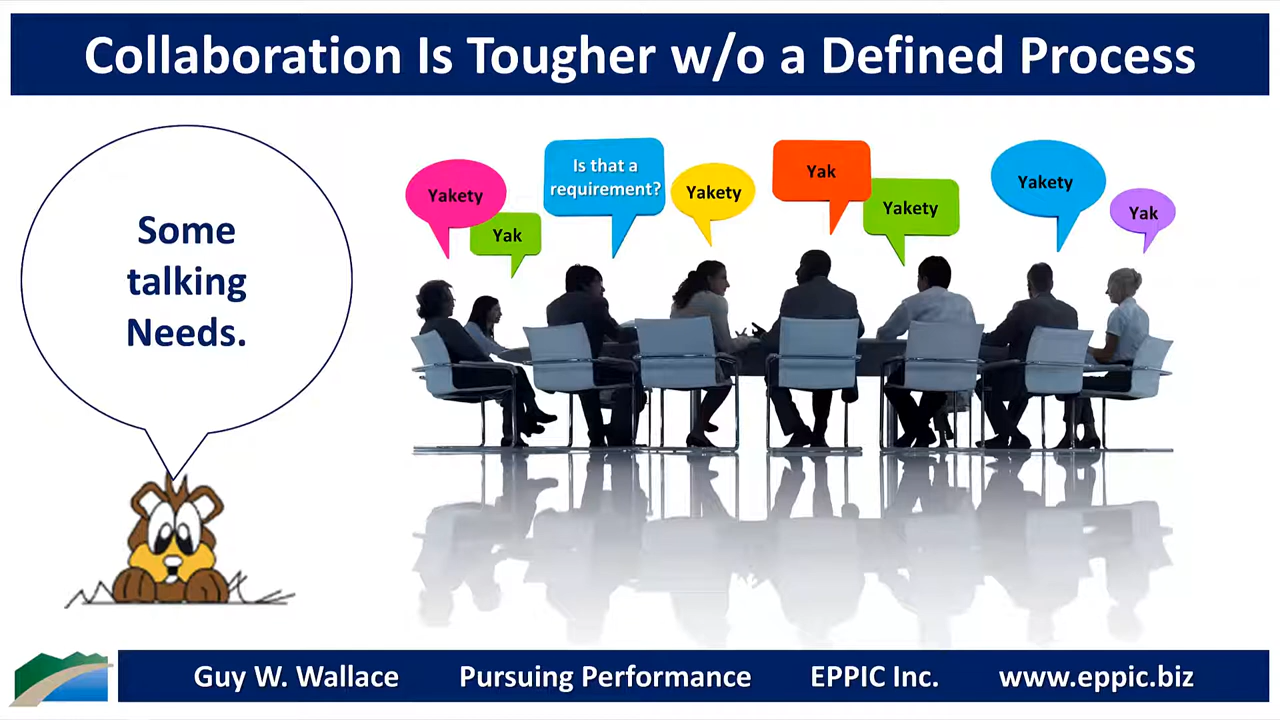 Collaboration Is Tougher w/o a Defined Process
Some
talking
Needs.
Yakety
Yak
Is that a
requirement?
Yakety
Yak
Yakety
Yakety
Yak
Guy W. Wallace Pursuing Performance EPPIC Inc. www.eppic.biz